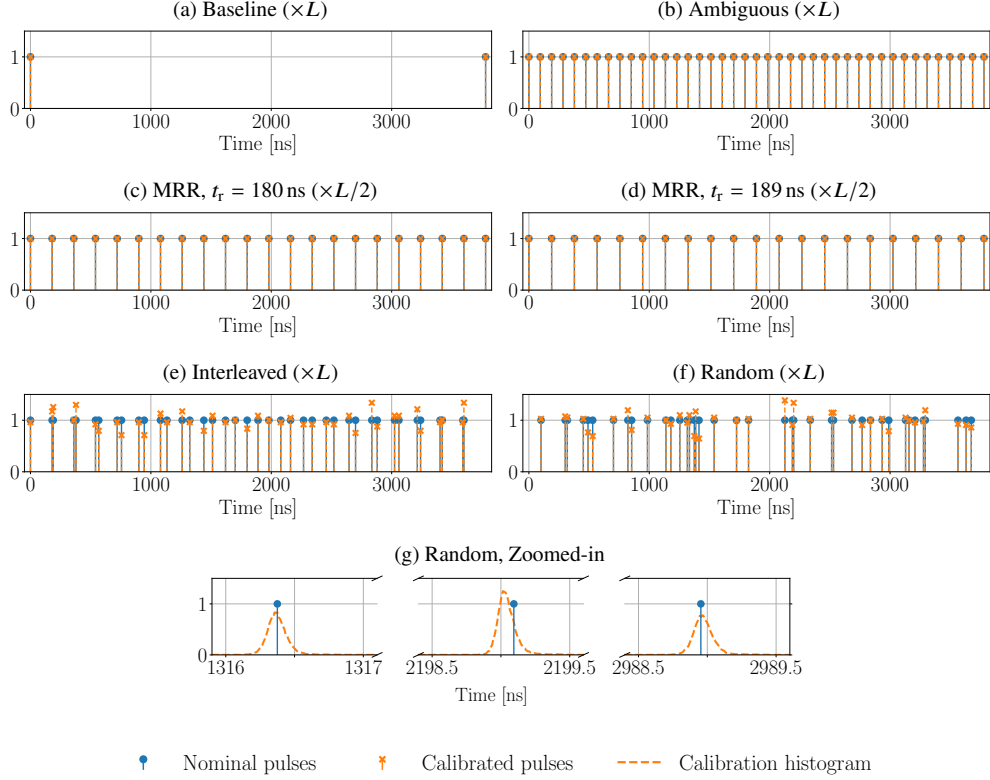 (a) Baseline (×L)
(b) Ambiguous (×L)
1
0
0 1000 2000 3000
Time [ns]
1
0
0 1000 2000 3000
Time [ns]
(c) MRR, tᵣ = 180 ns (×L/2)
(d) MRR, tᵣ = 189 ns (×L/2)
1
0
0 1000 2000 3000
Time [ns]
1
0
0 1000 2000 3000
Time [ns]
(e) Interleaved (×L)
(f) Random (×L)
1
0
0 1000 2000 3000
Time [ns]
1
0
0 1000 2000 3000
Time [ns]
(g) Random, Zoomed-in
1
0
1316 1317 2198.5 2199.5 2988.5 2989.5
Time [ns]
Nominal pulses Calibrated pulses Calibration histogram